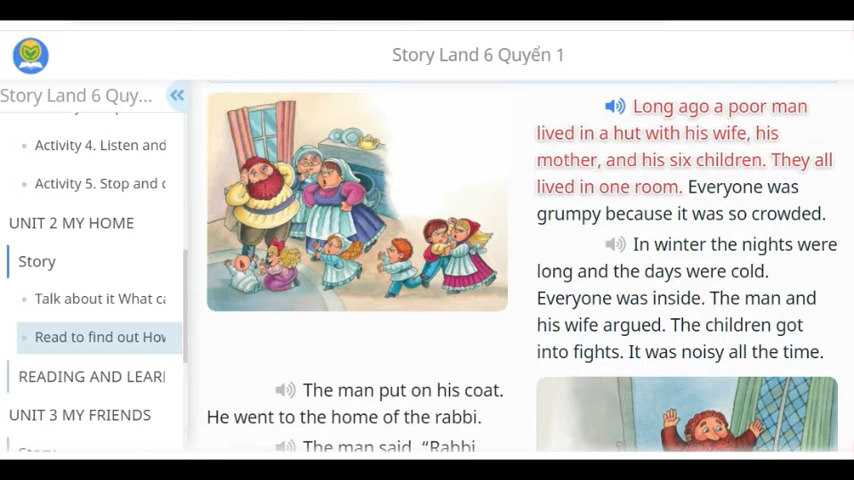 Story Land 6 Quyển 1
Story Land 6 Quy...
Activity 4. Listen and
Activity 5. Stop and
UNIT 2 MY HOME
Story
Talk about it What ca
Read to find out How
READING AND LEARI
UNIT 3 MY FRIENDS
Long ago a poor man
lived in a hut with his wife, his
mother, and his six children. They all
lived in one room. Everyone was
grumpy because it was so crowded.
In winter the nights were
long and the days were cold.
Everyone was inside. The man and
his wife argued. The children got
into fights. It was noisy all the time.
The man put on his coat.
He went to the home of the rabbi.
The man said, “Rabbi